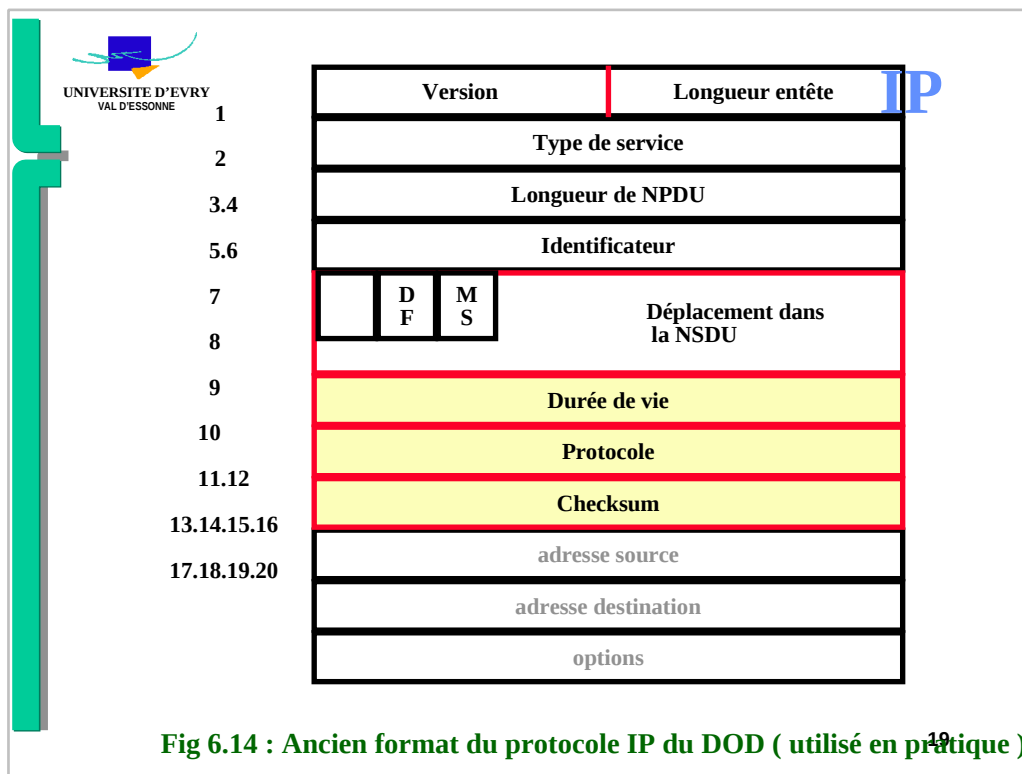 UNIVERSITE D’EVRY
VAL D'ESSONNE
IP
Version Longueur entête
1
Type de service
2
Longueur de NPDU
3.4
Identificateur
5.6
7
D
F
M
S
Déplacement dans
la NSDU
8
9
Durée de vie
10
Protocole
11.12
Checksum
13.14.15.16
adresse source
17.18.19.20
adresse destination
options
Fig 6.14 : Ancien format du protocole IP du DOD ( utilisé en pratique )
19